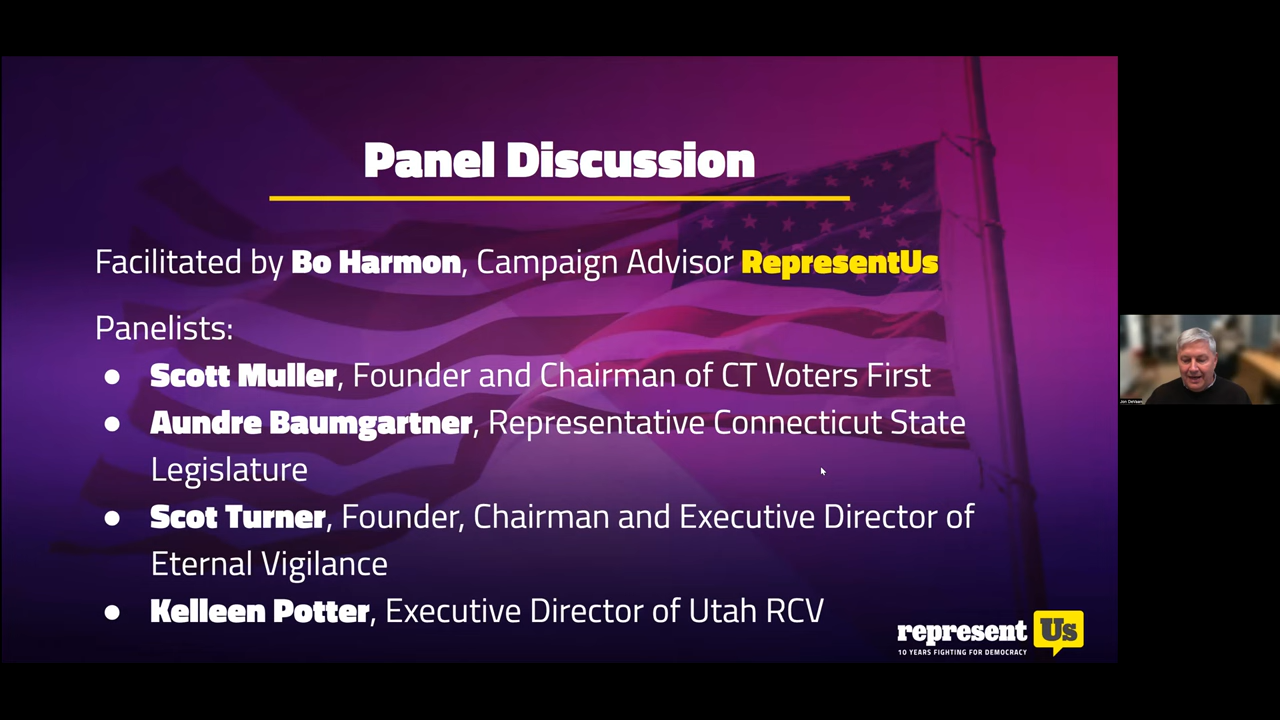 Panel Discussion
Facilitated by Bo Harmon, Campaign Advisor RepresentUs
Panelists:
● Scott Muller, Founder and Chairman of CT Voters First
● Aundre Baumgartner, Representative Connecticut State
Legislature
● Scot Turner, Founder, Chairman and Executive Director of
Eternal Vigilance
● Kelleen Potter, Executive Director of Utah RCV
represent Us
10 YEARS FIGHTING FOR DEMOCRACY
Jon DeVaan